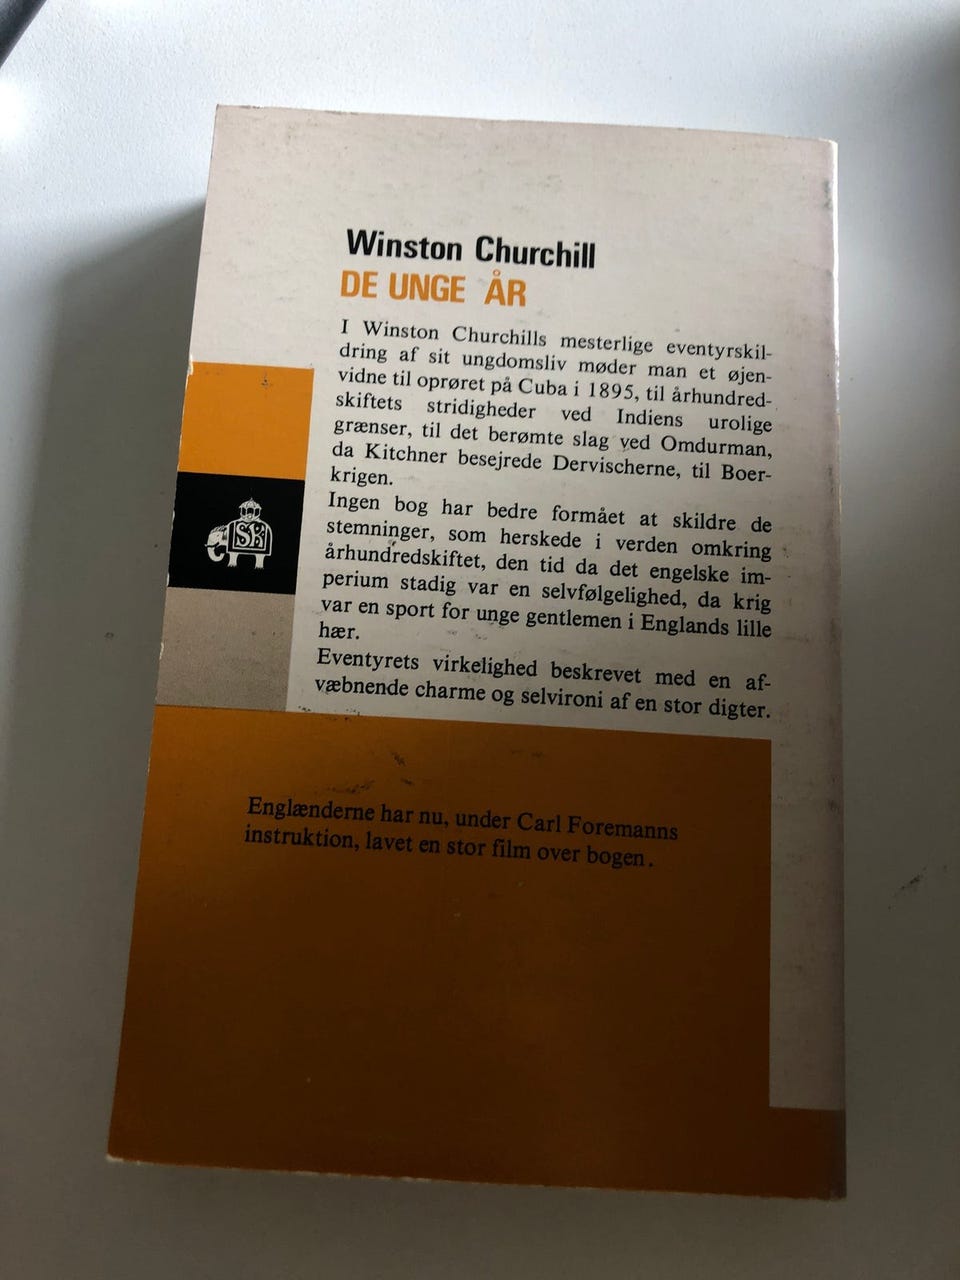 Winston Churchill
DE UNGE ÅR
I Winston Churchills mesterlige eventyrskil-
dring af sit ungdomsliv møder man et øjen-
vidne til oprøret på Cuba i 1895, til århundred-
skiftets stridigheder ved Indiens urolige
grænser, til det berømte slag ved Omdurman,
da Kitchner besejrede Dervischerne, til Boer-
krigen.
Ingen bog har bedre formået at skildre de
stemninger, som herskede i verden omkring
århundredskiftet, den tid da det engelske im-
perium stadig var en selvfølgelighed, da krig
var en sport for unge gentlemen i Englands lille
hær.
Eventyrets virkelighed beskrevet med en af-
væbnende charme og selvironi af en stor digter.
Englænderne har nu, under Carl Foremanns
instruktion, lavet en stor film over bogen.